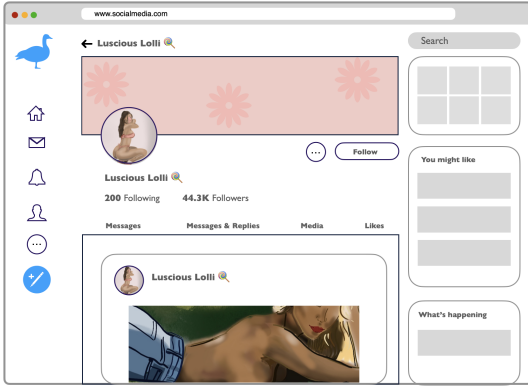 www.socialmedia.com
Luscious Lolli
Search
Luscious Lolli
200 Following 44.3K Followers
Follow
Messages Messages & Replies Media Likes
Luscious Lolli
You might like
What's happening